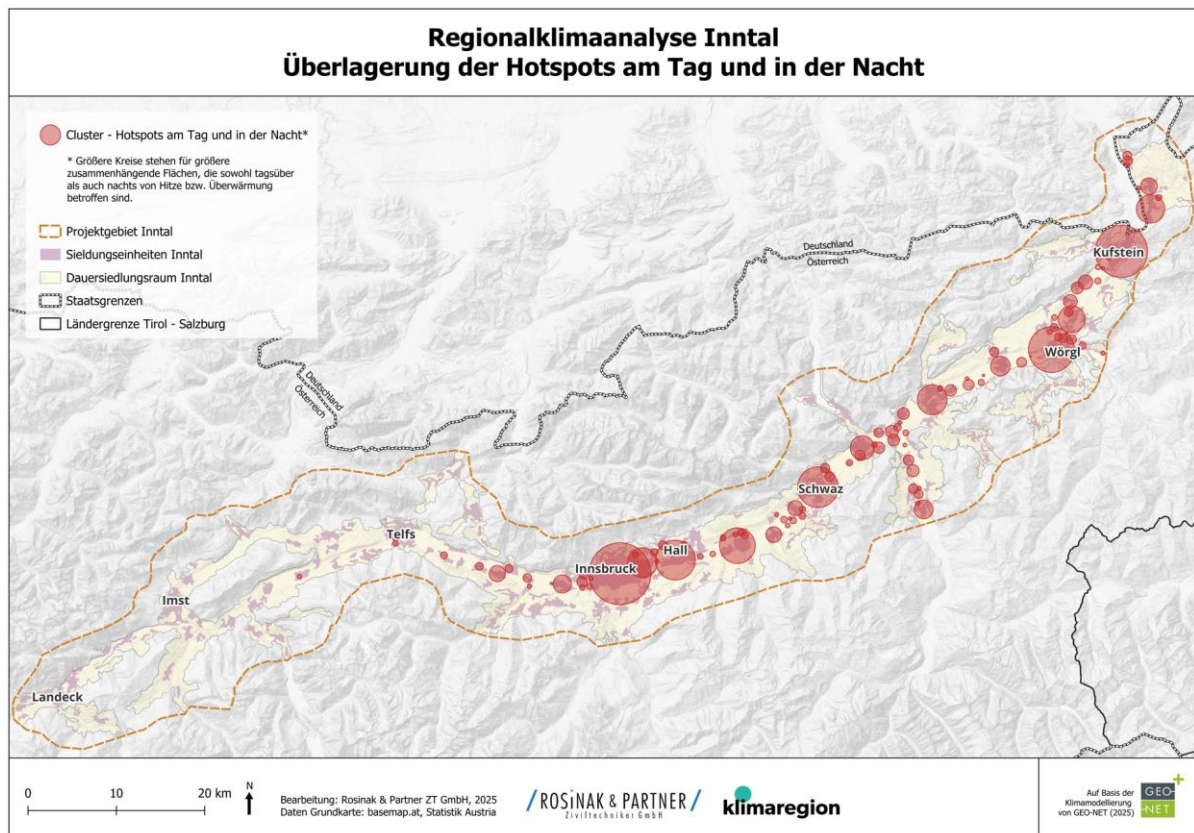 Regionalklimaanalyse Inntal
Überlagerung der Hotspots am Tag und in der Nacht
Cluster - Hotspots am Tag und in der Nacht*
* Größere Kreise stehen für größere
zusammenhängende Flächen, die sowohl tagsüber
als auch nachts von Hitze bzw. Überwärmung
betroffen sind.
Projektgebiet Inntal
Sieldungseinheiten Inntal
Dauersiedlungsraum Inntal
Staatsgrenzen
Ländergrenze Tirol - Salzburg
Deutschland
Österreich
Deutschland
Österreich
Kufstein
Wörgl
Schwaz
Hall
Innsbruck
Telfs
Imst
Landeck
0 10 20 km
N
Bearbeitung: Rosinak & Partner ZT GmbH, 2025
Daten Grundkarte: basemap.at, Statistik Austria
/ROSiNAK & PARTNER/
Ziviltechniker GmbH
klimaregion
Auf Basis der
Klimamodellierung
von GEO-NET (2025)
GEO-
NET